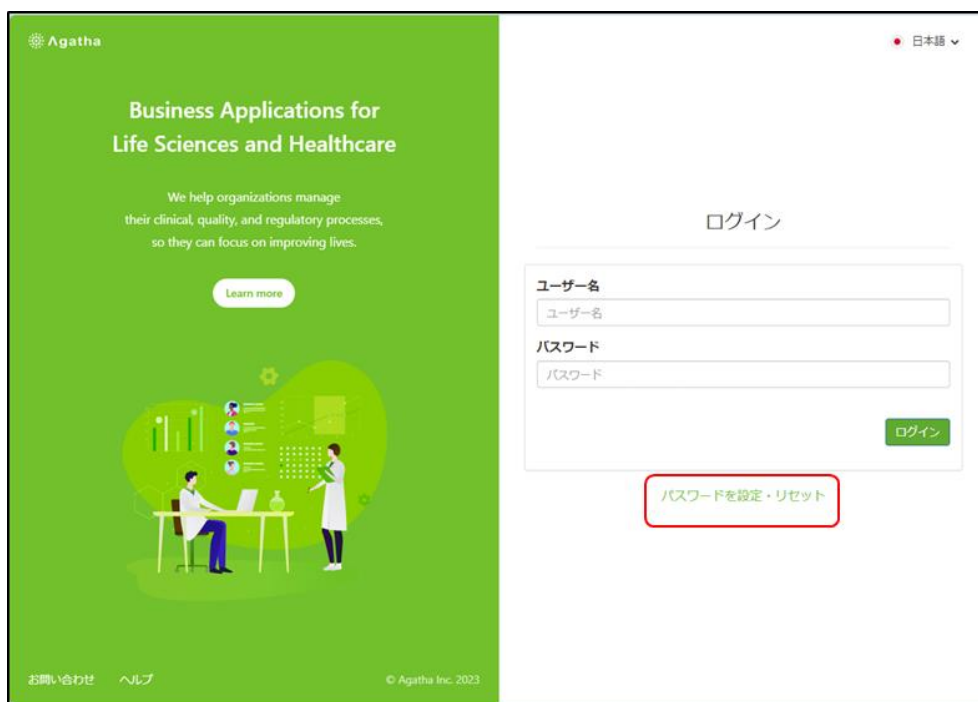 Agatha
日本語
Business Applications for
Life Sciences and Healthcare
We help organizations manage
their clinical, quality, and regulatory processes,
so they can focus on improving lives.
Learn more
ログイン
ユーザー名
ユーザー名
パスワード
パスワード
ログイン
パスワードを設定・リセット
お問い合わせ ヘルプ
© Agatha Inc. 2023